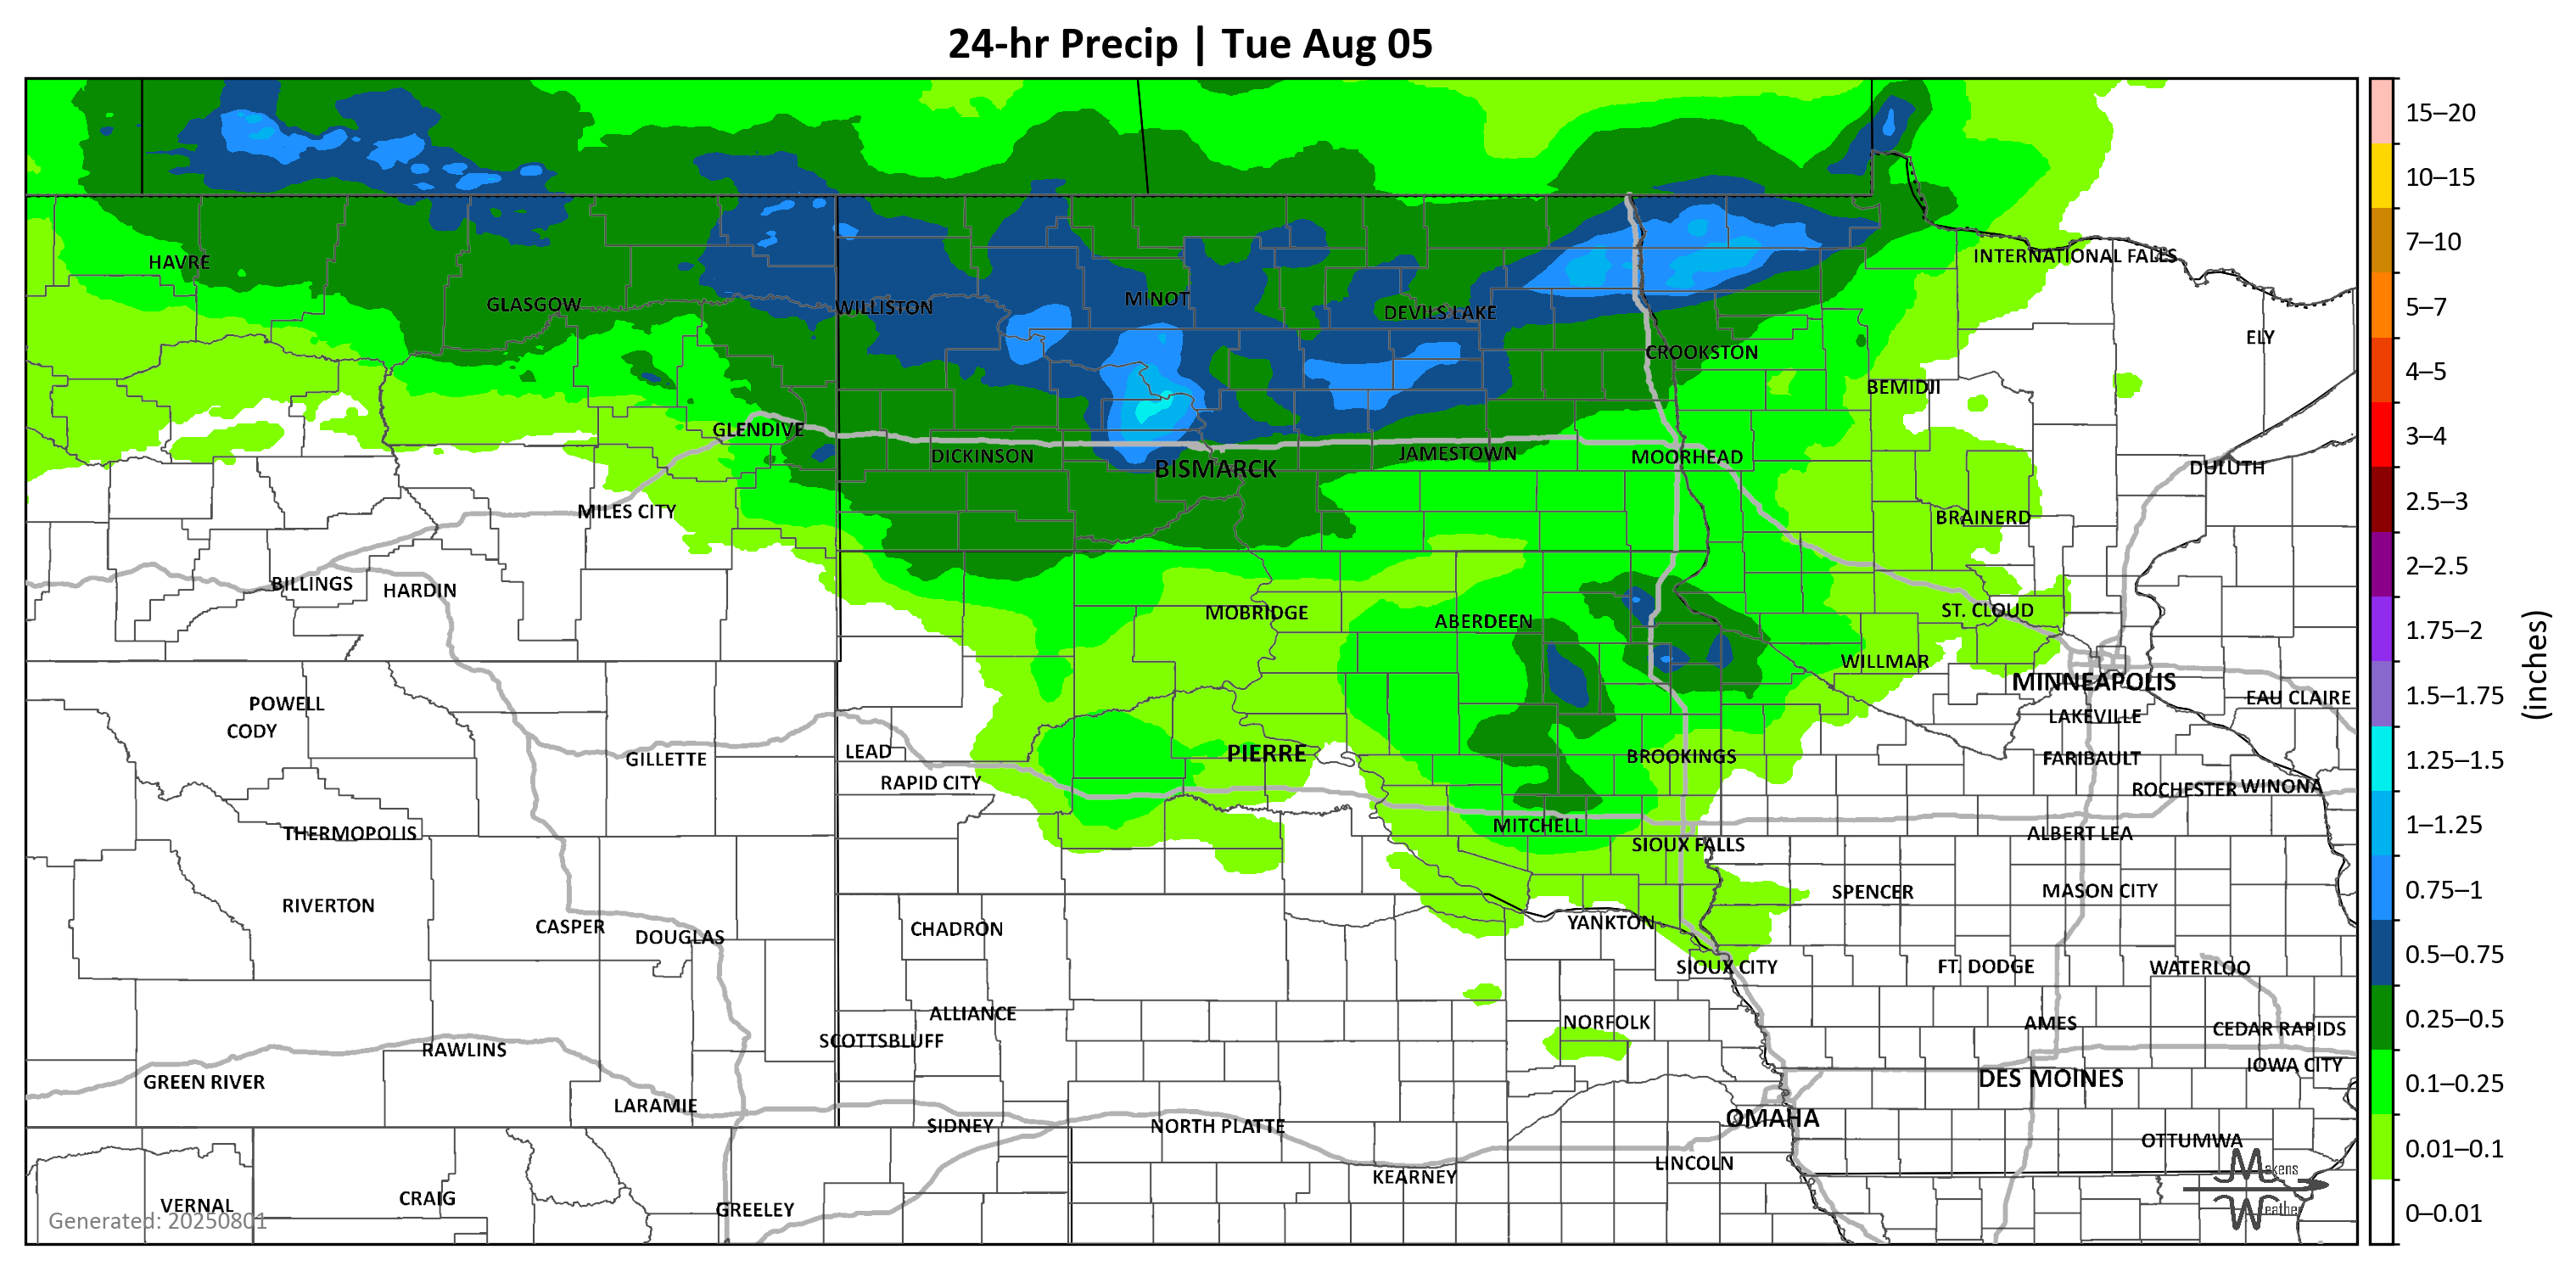 24-hr Precip | Tue Aug 05
15–20
10–15
7–10
5–7
4–5
3–4
2.5–3
2–2.5
1.75–2
1.5–1.75
1.25–1.5
1–1.25
0.75–1
0.5–0.75
0.25–0.5
0.1–0.25
0.01–0.1
0–0.01
(inches)
HAVRE
INTERNATIONAL FALLS
GLASGOW
WILLISTON
MINOT
DEVILS LAKE
ELY
CROOKSTON
BEMIDJI
GLENDIVE
DICKINSON
BISMARCK
JAMESTOWN
MOORHEAD
DULUTH
MILES CITY
BRAINERD
BILLINGS
HARDIN
MOBRIDGE
ABERDEEN
ST. CLOUD
WILLMAR
MINNEAPOLIS
EAU CLAIRE
POWELL
CODY
LAKEVILLE
GILLETTE
LEAD
RAPID CITY
PIERRE
BROOKINGS
FARIBAULT
ROCHESTER
WINONA
THERMOPOLIS
MITCHELL
SIOUX FALLS
ALBERT LEA
RIVERTON
SPENCER
MASON CITY
CASPER
DOUGLAS
CHADRON
YANKTON
SIOUX CITY
FT. DODGE
WATERLOO
ALLIANCE
SCOTTSBLUFF
NORFOLK
AMES
CEDAR RAPIDS
RAWLINS
IOWA CITY
GREEN RIVER
DES MOINES
LARAMIE
SIDNEY
NORTH PLATTE
OMAHA
OTTUMWA
KEARNEY
LINCOLN
VERNAL
CRAIG
GREELEY
Generated: 20250801
Makens
Weather